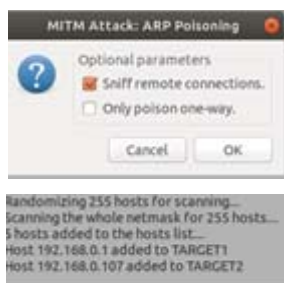 MITM Attack: ARP Poisoning
Optional parameters
Sniff remote connections.
Only poison one-way.
Cancel OK
Randomizing 255 hosts for scanning...
Scanning the whole netmask for 255 hosts...
5 hosts added to the hosts list...
Host 192.168.0.1 added to TARGET1
Host 192.168.0.107 added to TARGET2